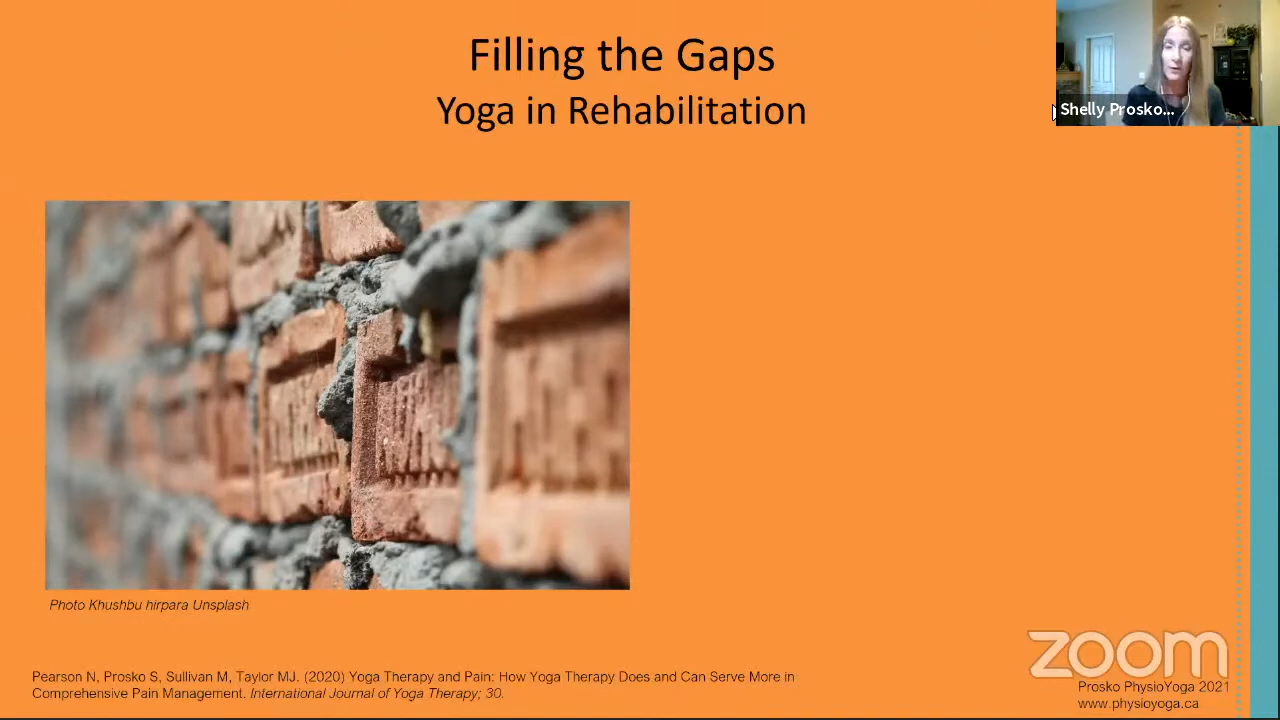 Filling the Gaps
Yoga in Rehabilitation
Shelly Prosko...
Photo Khushbu hirpara Unsplash
Pearson N, Prosko S, Sullivan M, Taylor MJ. (2020) Yoga Therapy and Pain: How Yoga Therapy Does and Can Serve More in
Comprehensive Pain Management. International Journal of Yoga Therapy; 30.
zoom
Prosko PhysioYoga 2021
www.physioyoga.ca